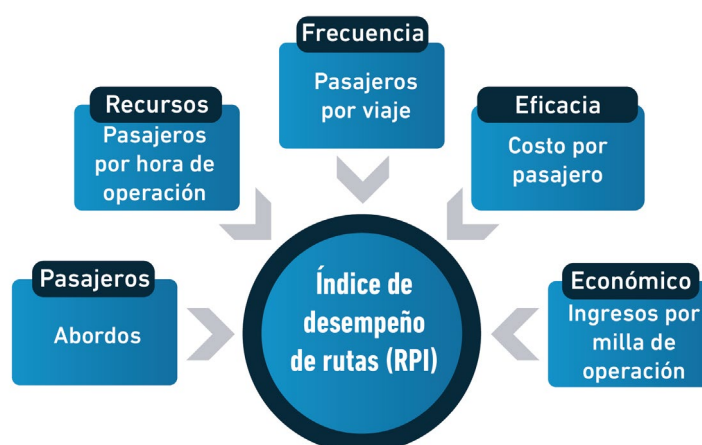 Frecuencia
Pasajeros
por viaje
Recursos
Pasajeros
por hora de
operación
Eficacia
Costo por
pasajero
Pasajeros
Abordos
Económico
Ingresos por
milla de
operación
Índice de
desempeño
de rutas (RPI)